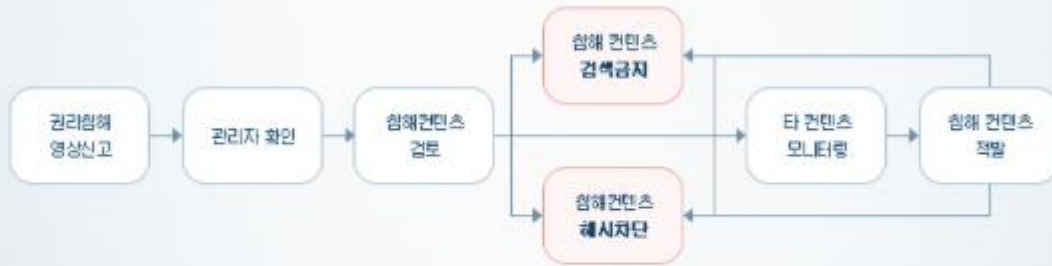 권리침해
영상신고
관리자 확인
침해컨텐츠
검토
침해 컨텐츠
검색금지
침해컨텐츠
해시차단
타 컨텐츠
모니터링
침해 컨텐츠
적발